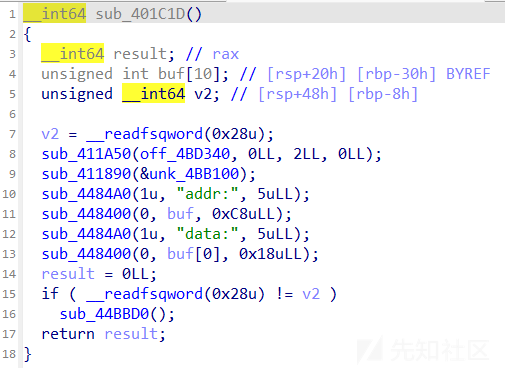 1 __int64 sub_401C1D()
2 {
3 __int64 result; // rax
4 unsigned int buf[10]; // [rsp+20h] [rbp-30h] BYREF
5 unsigned __int64 v2; // [rsp+48h] [rbp-8h]
6
7 v2 = __readfsqword(0x28u);
8 sub_411A50(off_4BD340, 0LL, 2LL, 0LL);
9 sub_411890(&unk_4BB100);
10 sub_4484A0(1u, "addr:", 5uLL);
11 sub_448400(0, buf, 0xC8uLL);
12 sub_4484A0(1u, "data:", 5uLL);
13 sub_448400(0, buf[0], 0x18uLL);
14 result = 0LL;
15 if ( __readfsqword(0x28u) != v2 )
16 sub_44BBD0();
17 return result;
18 }
先知社区